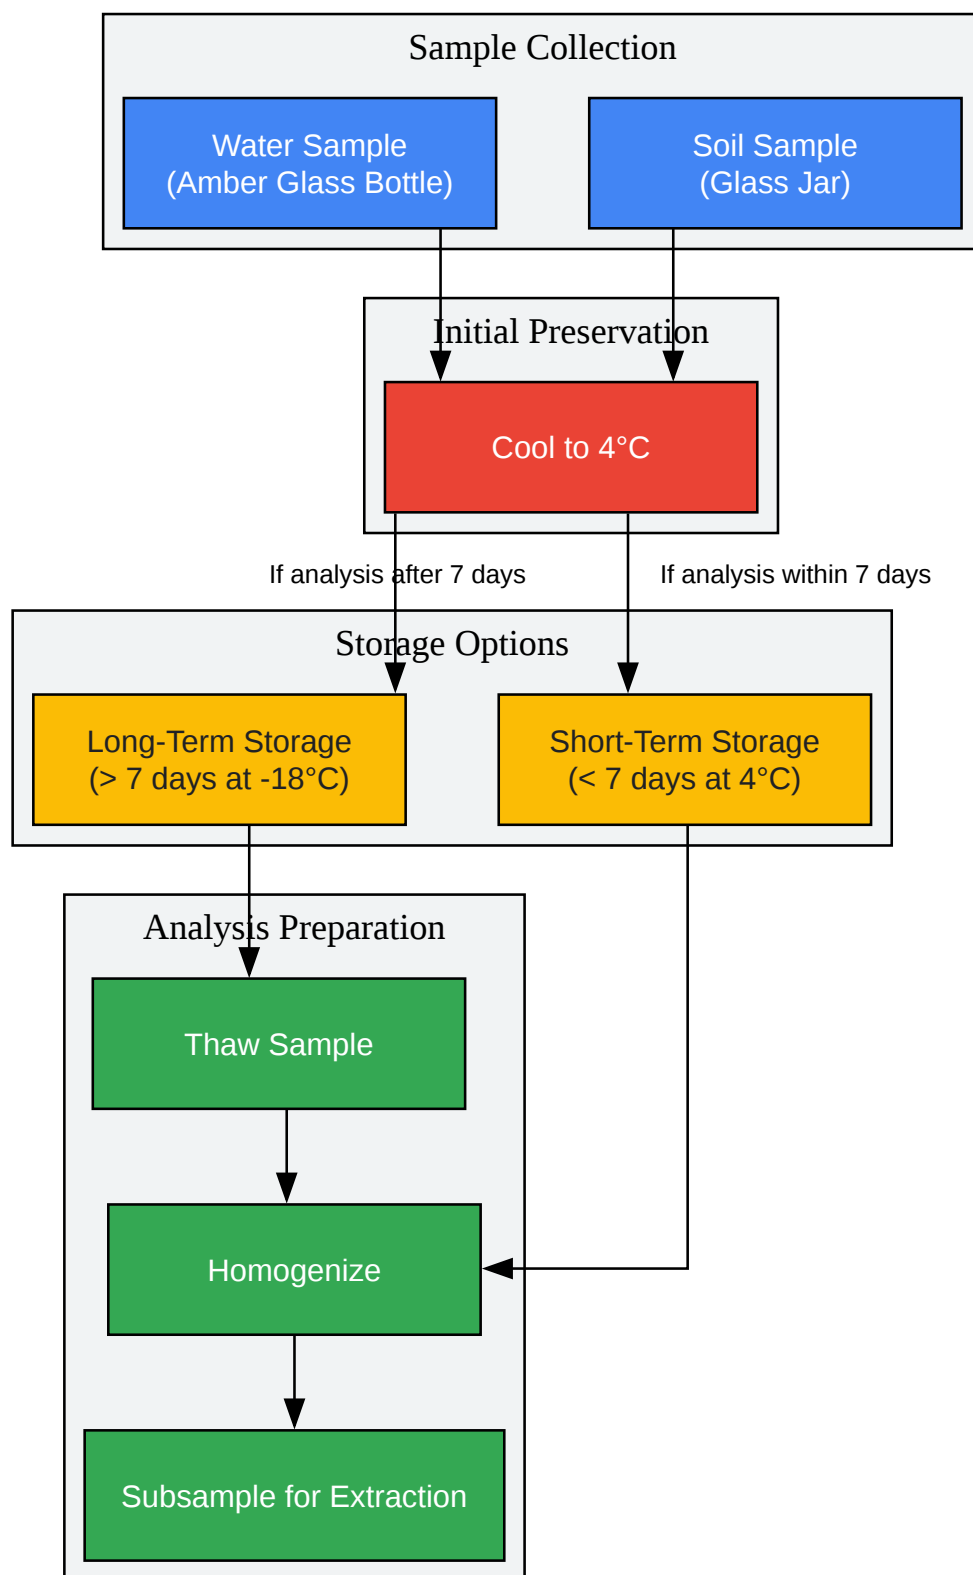 Sample Collection
Water Sample
(Amber Glass Bottle)
Soil Sample
(Glass Jar)
Initial Preservation
Cool to 4°C
If analysis after 7 days
If analysis within 7 days
Storage Options
Long-Term Storage
(> 7 days at -18°C)
Short-Term Storage
(< 7 days at 4°C)
Analysis Preparation
Thaw Sample
Homogenize
Subsample for Extraction